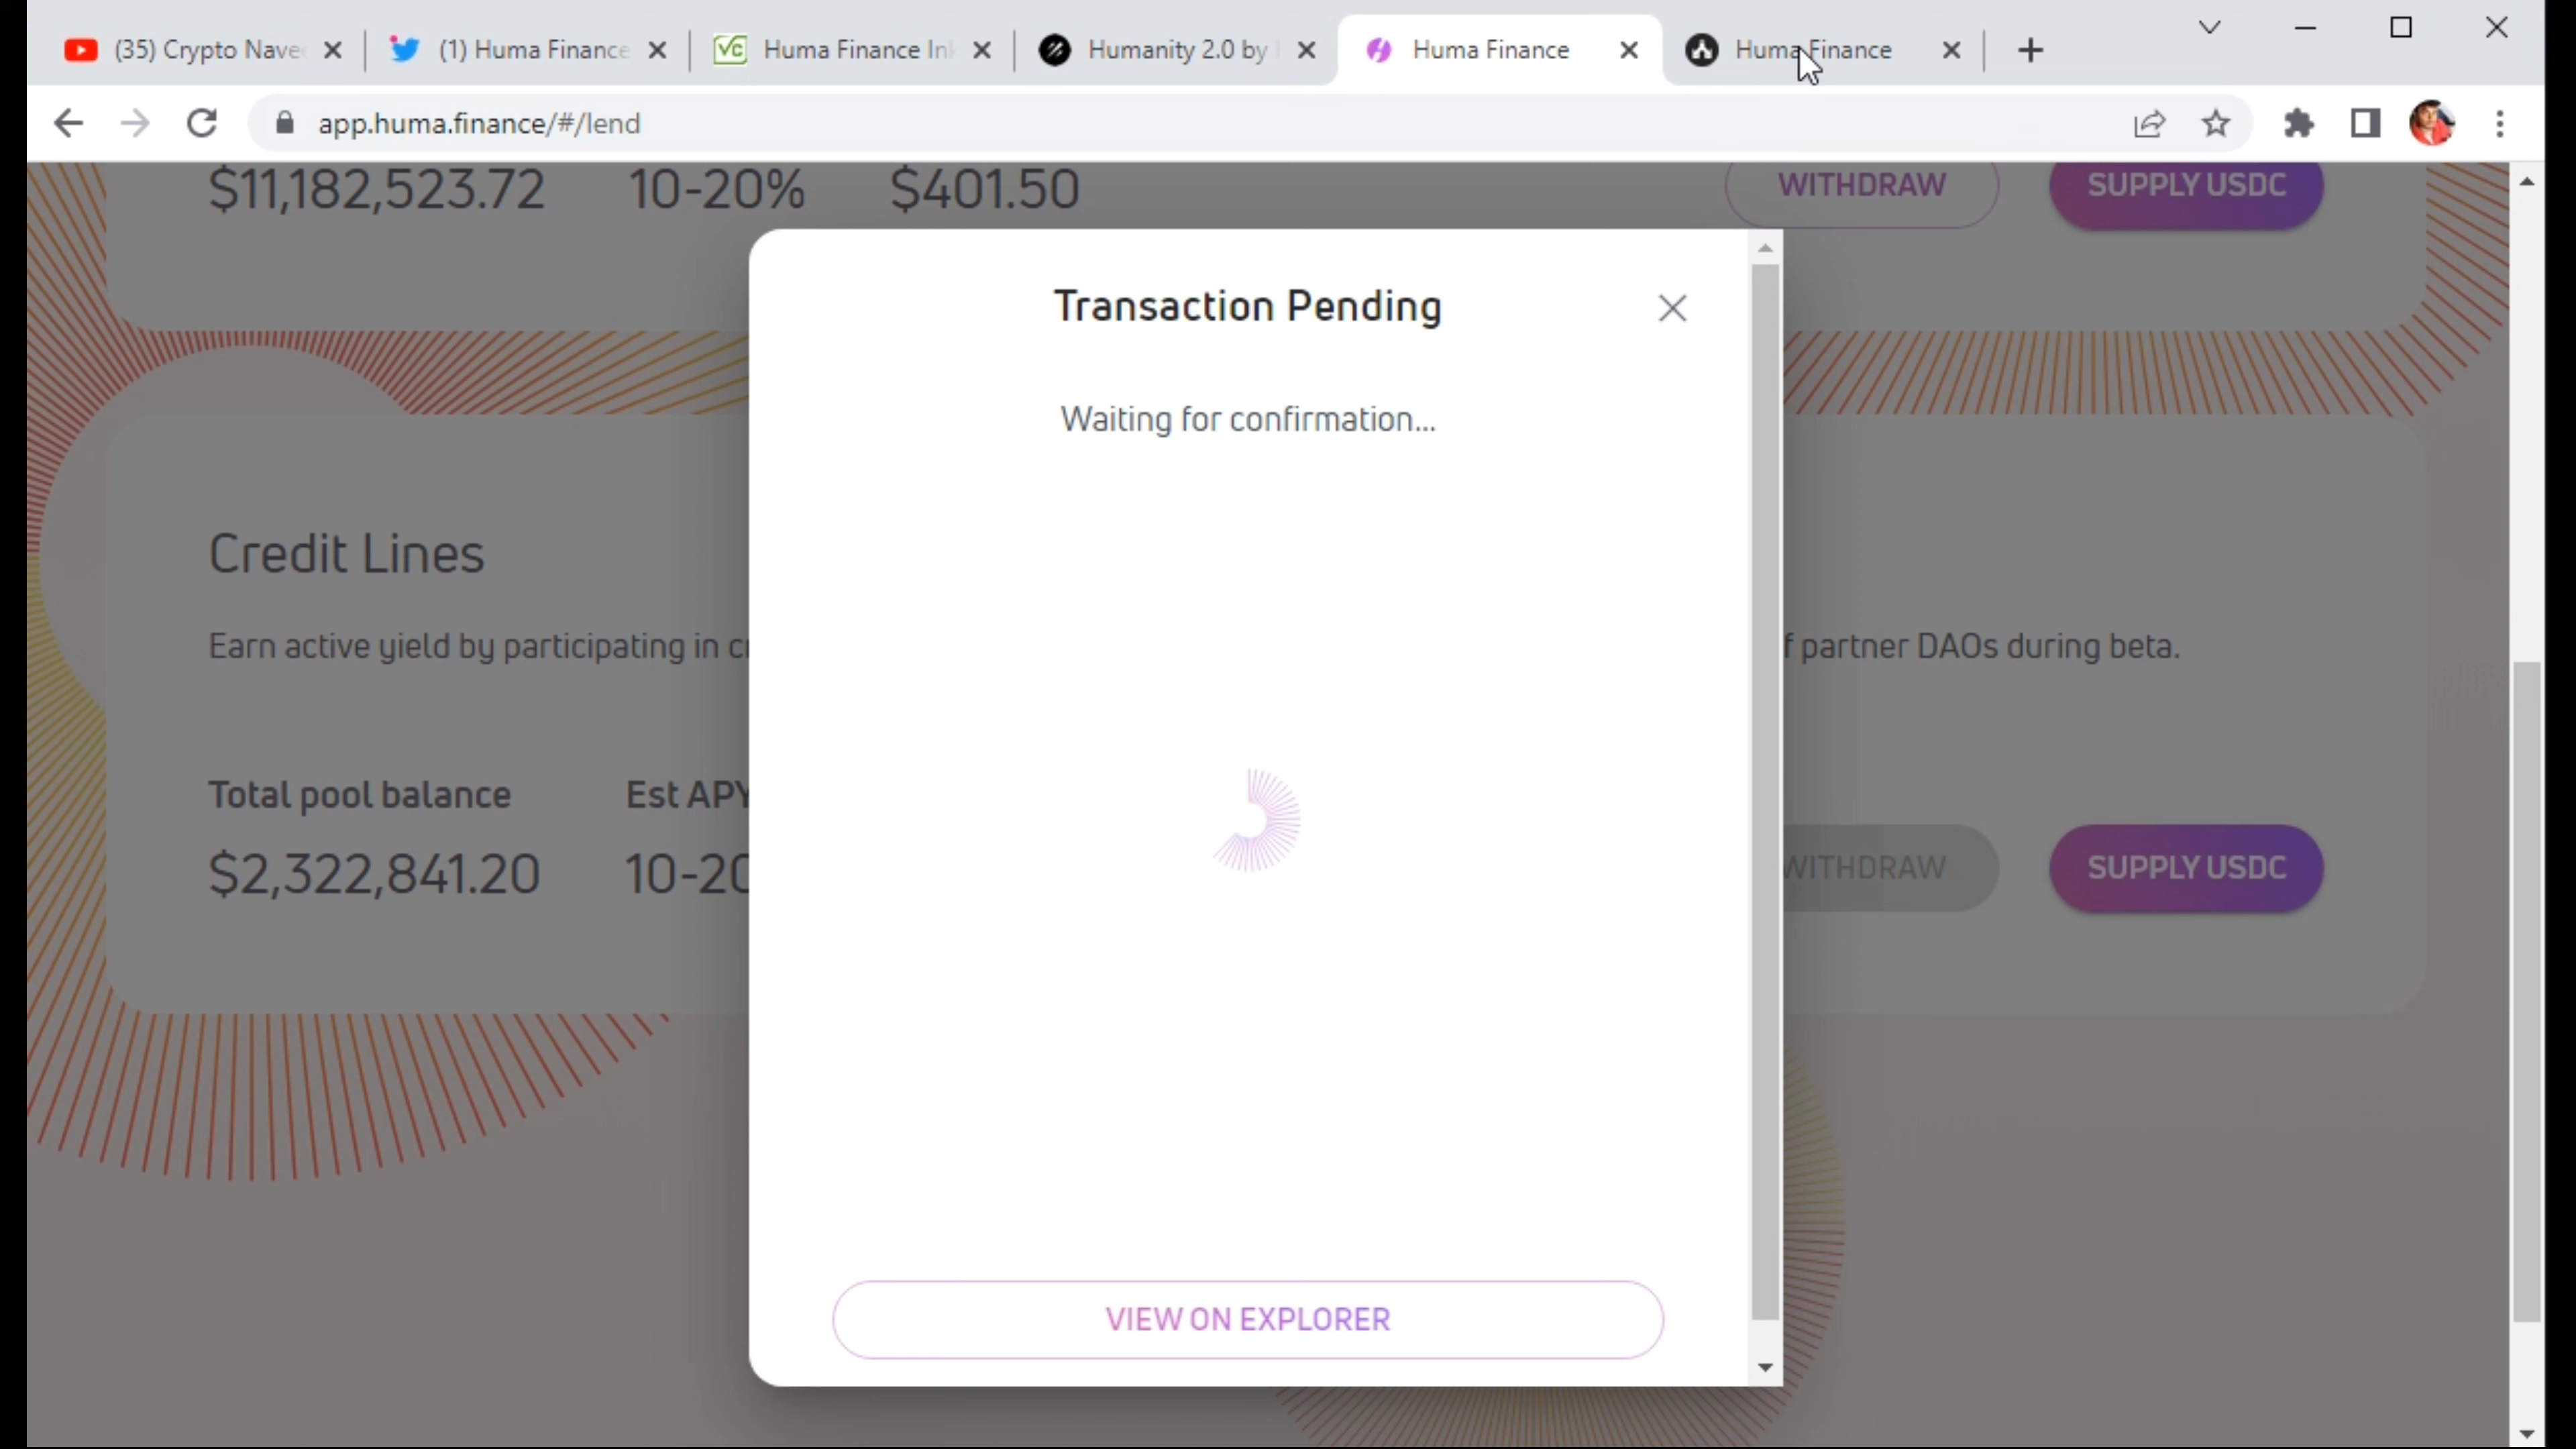 (35) Crypto Nave
(1) Huma Finance
Huma Finance In
Humanity 2.0 by
Huma Finance
Huma Finance
app.huma.finance/#/lend
$11,182,523.72
10-20%
$401.50
WITHDRAW
SUPPLY USDC
Transaction Pending
Waiting for confirmation...
Credit Lines
Earn active yield by participating in
partner DAOs during beta.
Total pool balance
Est APY
$2,322,841.20
10-20
WITHDRAW
SUPPLY USDC
VIEW ON EXPLORER